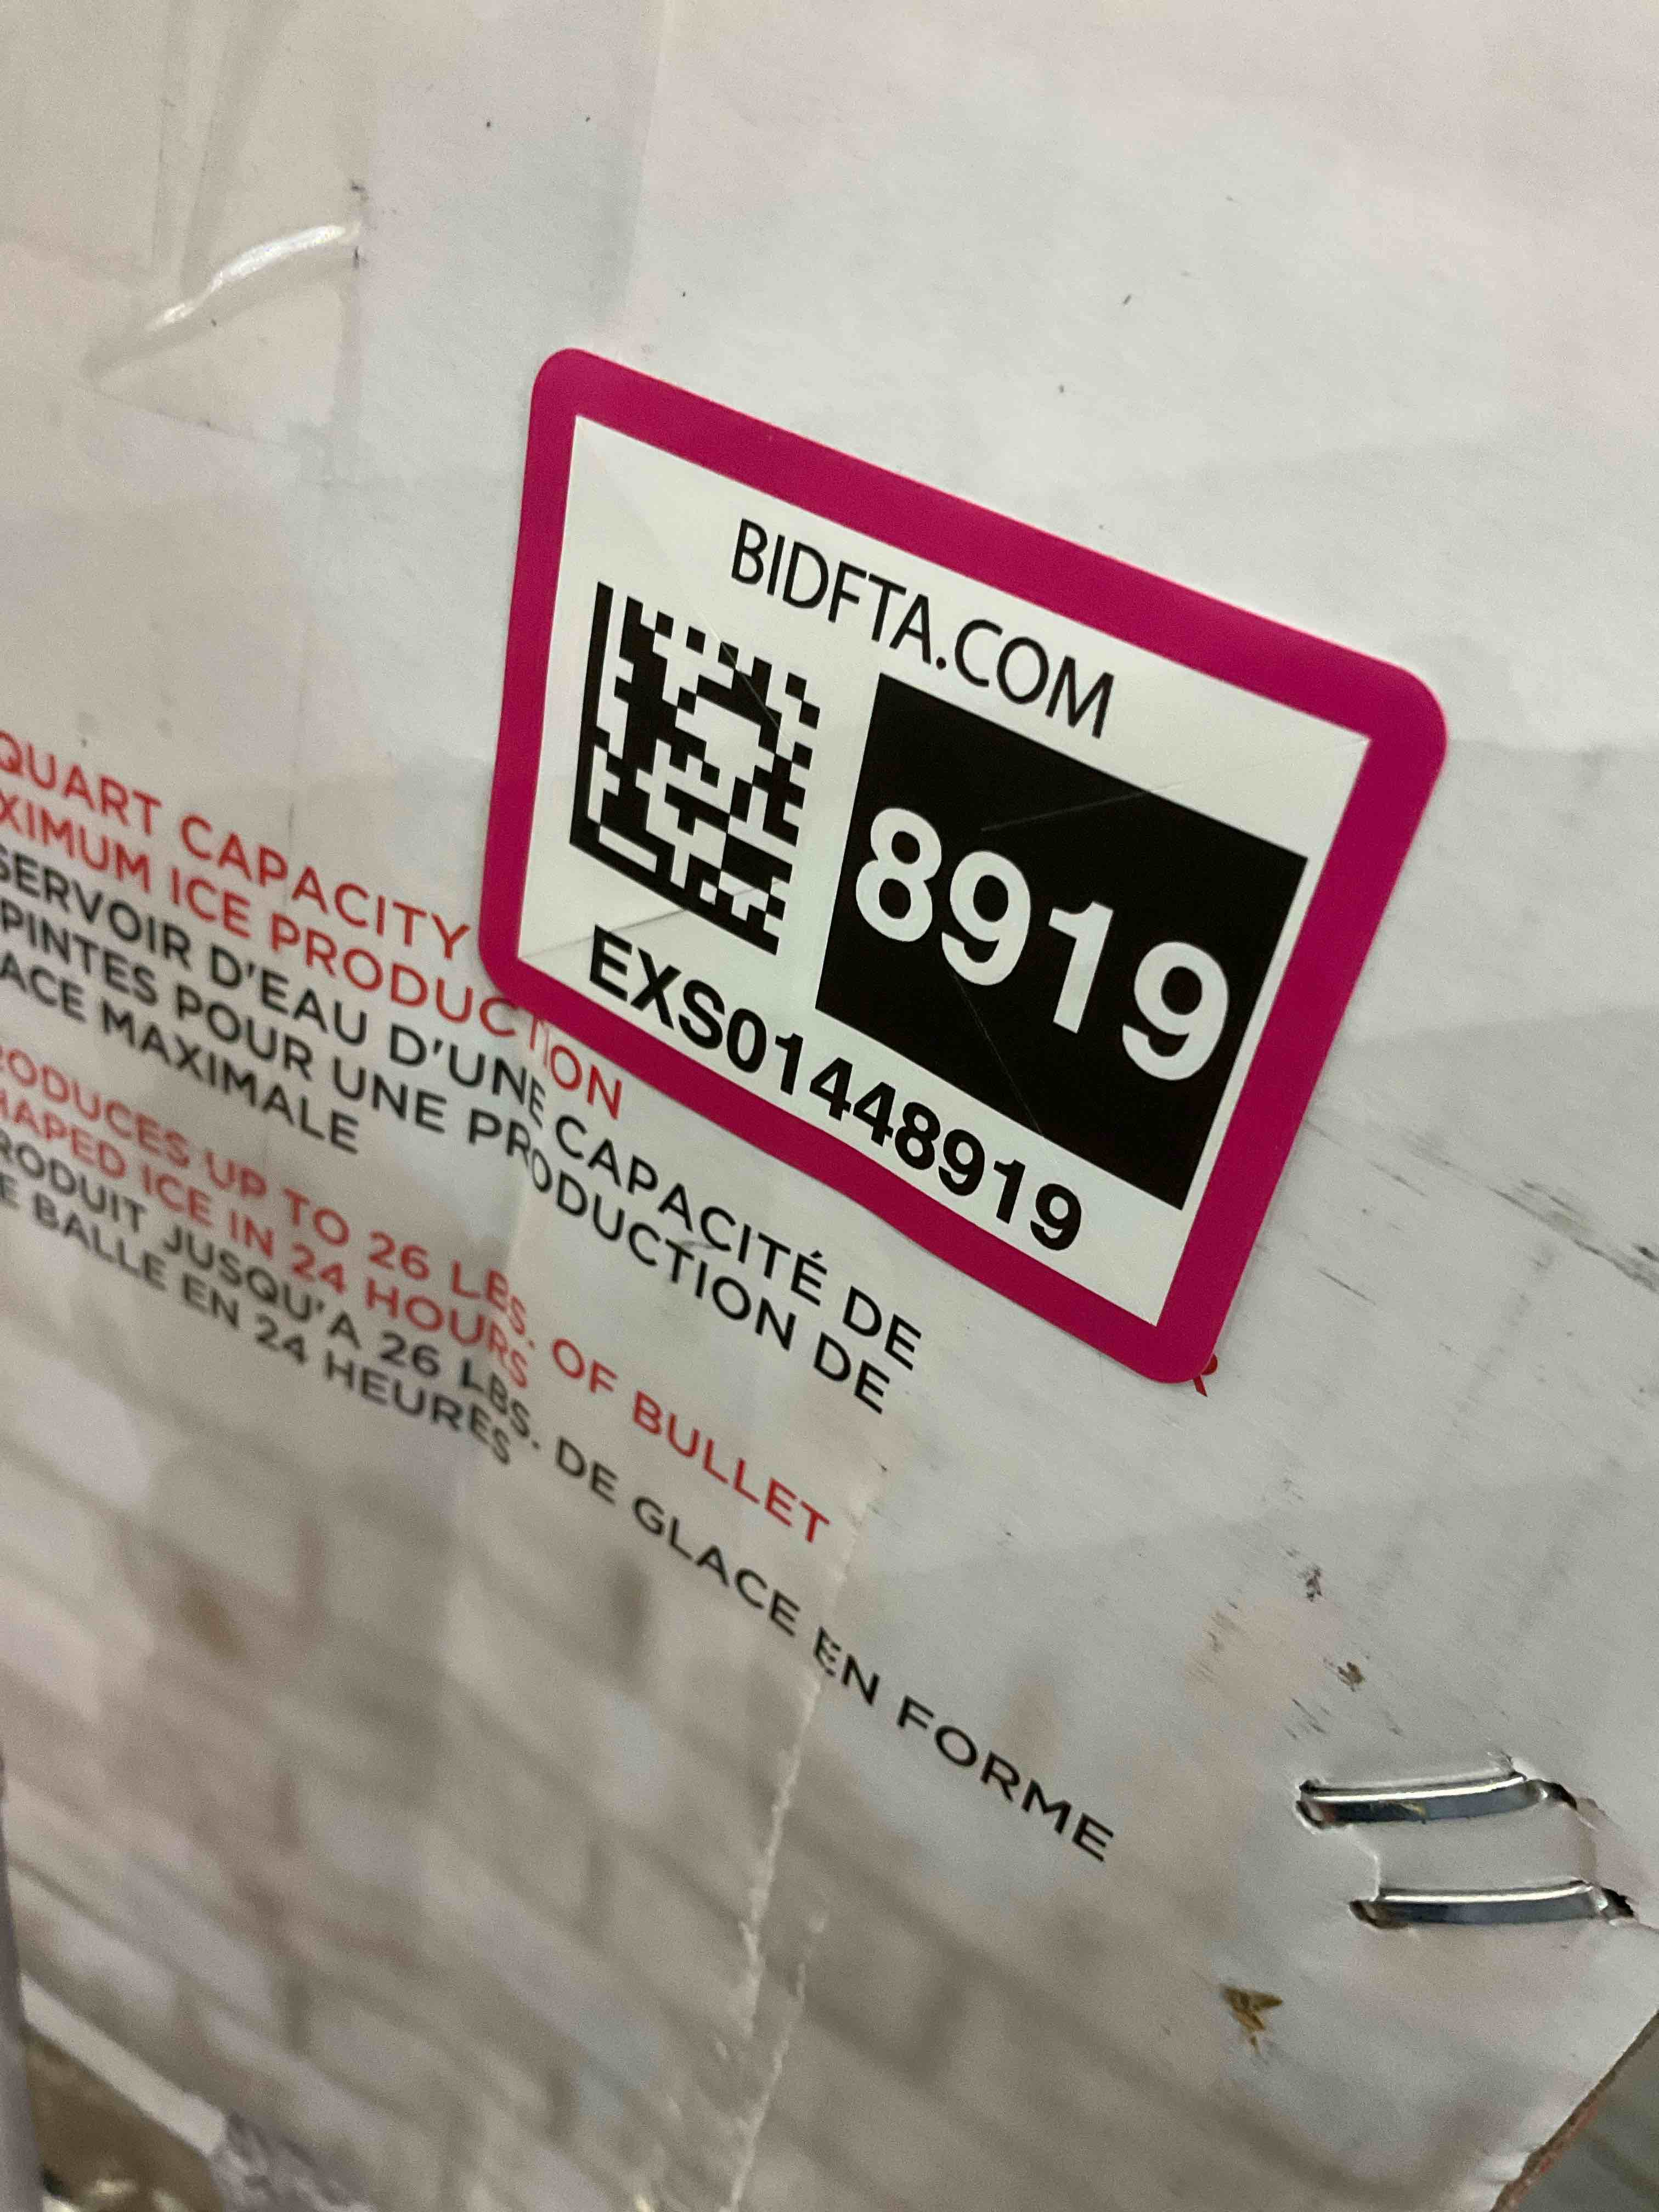 BIDFTA.COM
8919
EXS01448919
QUART CAPACITY
XIMUM ICE PRODUCTION
SERVOIR D'EAU D'UNE CAPACITÉ DE
PINTES POUR UNE PRODUCTION DE
ACE MAXIMALE
RODUCES UP TO 26 LBS. OF BULLET
HAPED ICE IN 24 HOURS
RODUIT JUSQU'A 26 LBS. DE GLACE EN FORME
E BALLE EN 24 HEURES